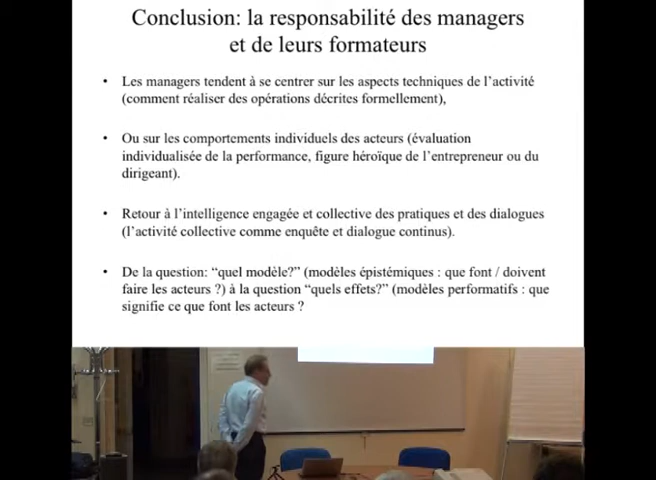 Conclusion: la responsabilité des managers
et de leurs formateurs
• Les managers tendent à se centrer sur les aspects techniques de l’activité
(comment réaliser des opérations décrites formellement),
• Ou sur les comportements individuels des acteurs (évaluation
individualisée de la performance, figure héroïque de l’entrepreneur ou du
dirigeant).
• Retour à l’intelligence engagée et collective des pratiques et des dialogues
(l’activité collective comme enquête et dialogue continus).
• De la question: “quel modèle?” (modèles épistémiques : que font / doivent
faire les acteurs ?) à la question “quels effets?” (modèles performatifs : que
signifie ce que font les acteurs ?